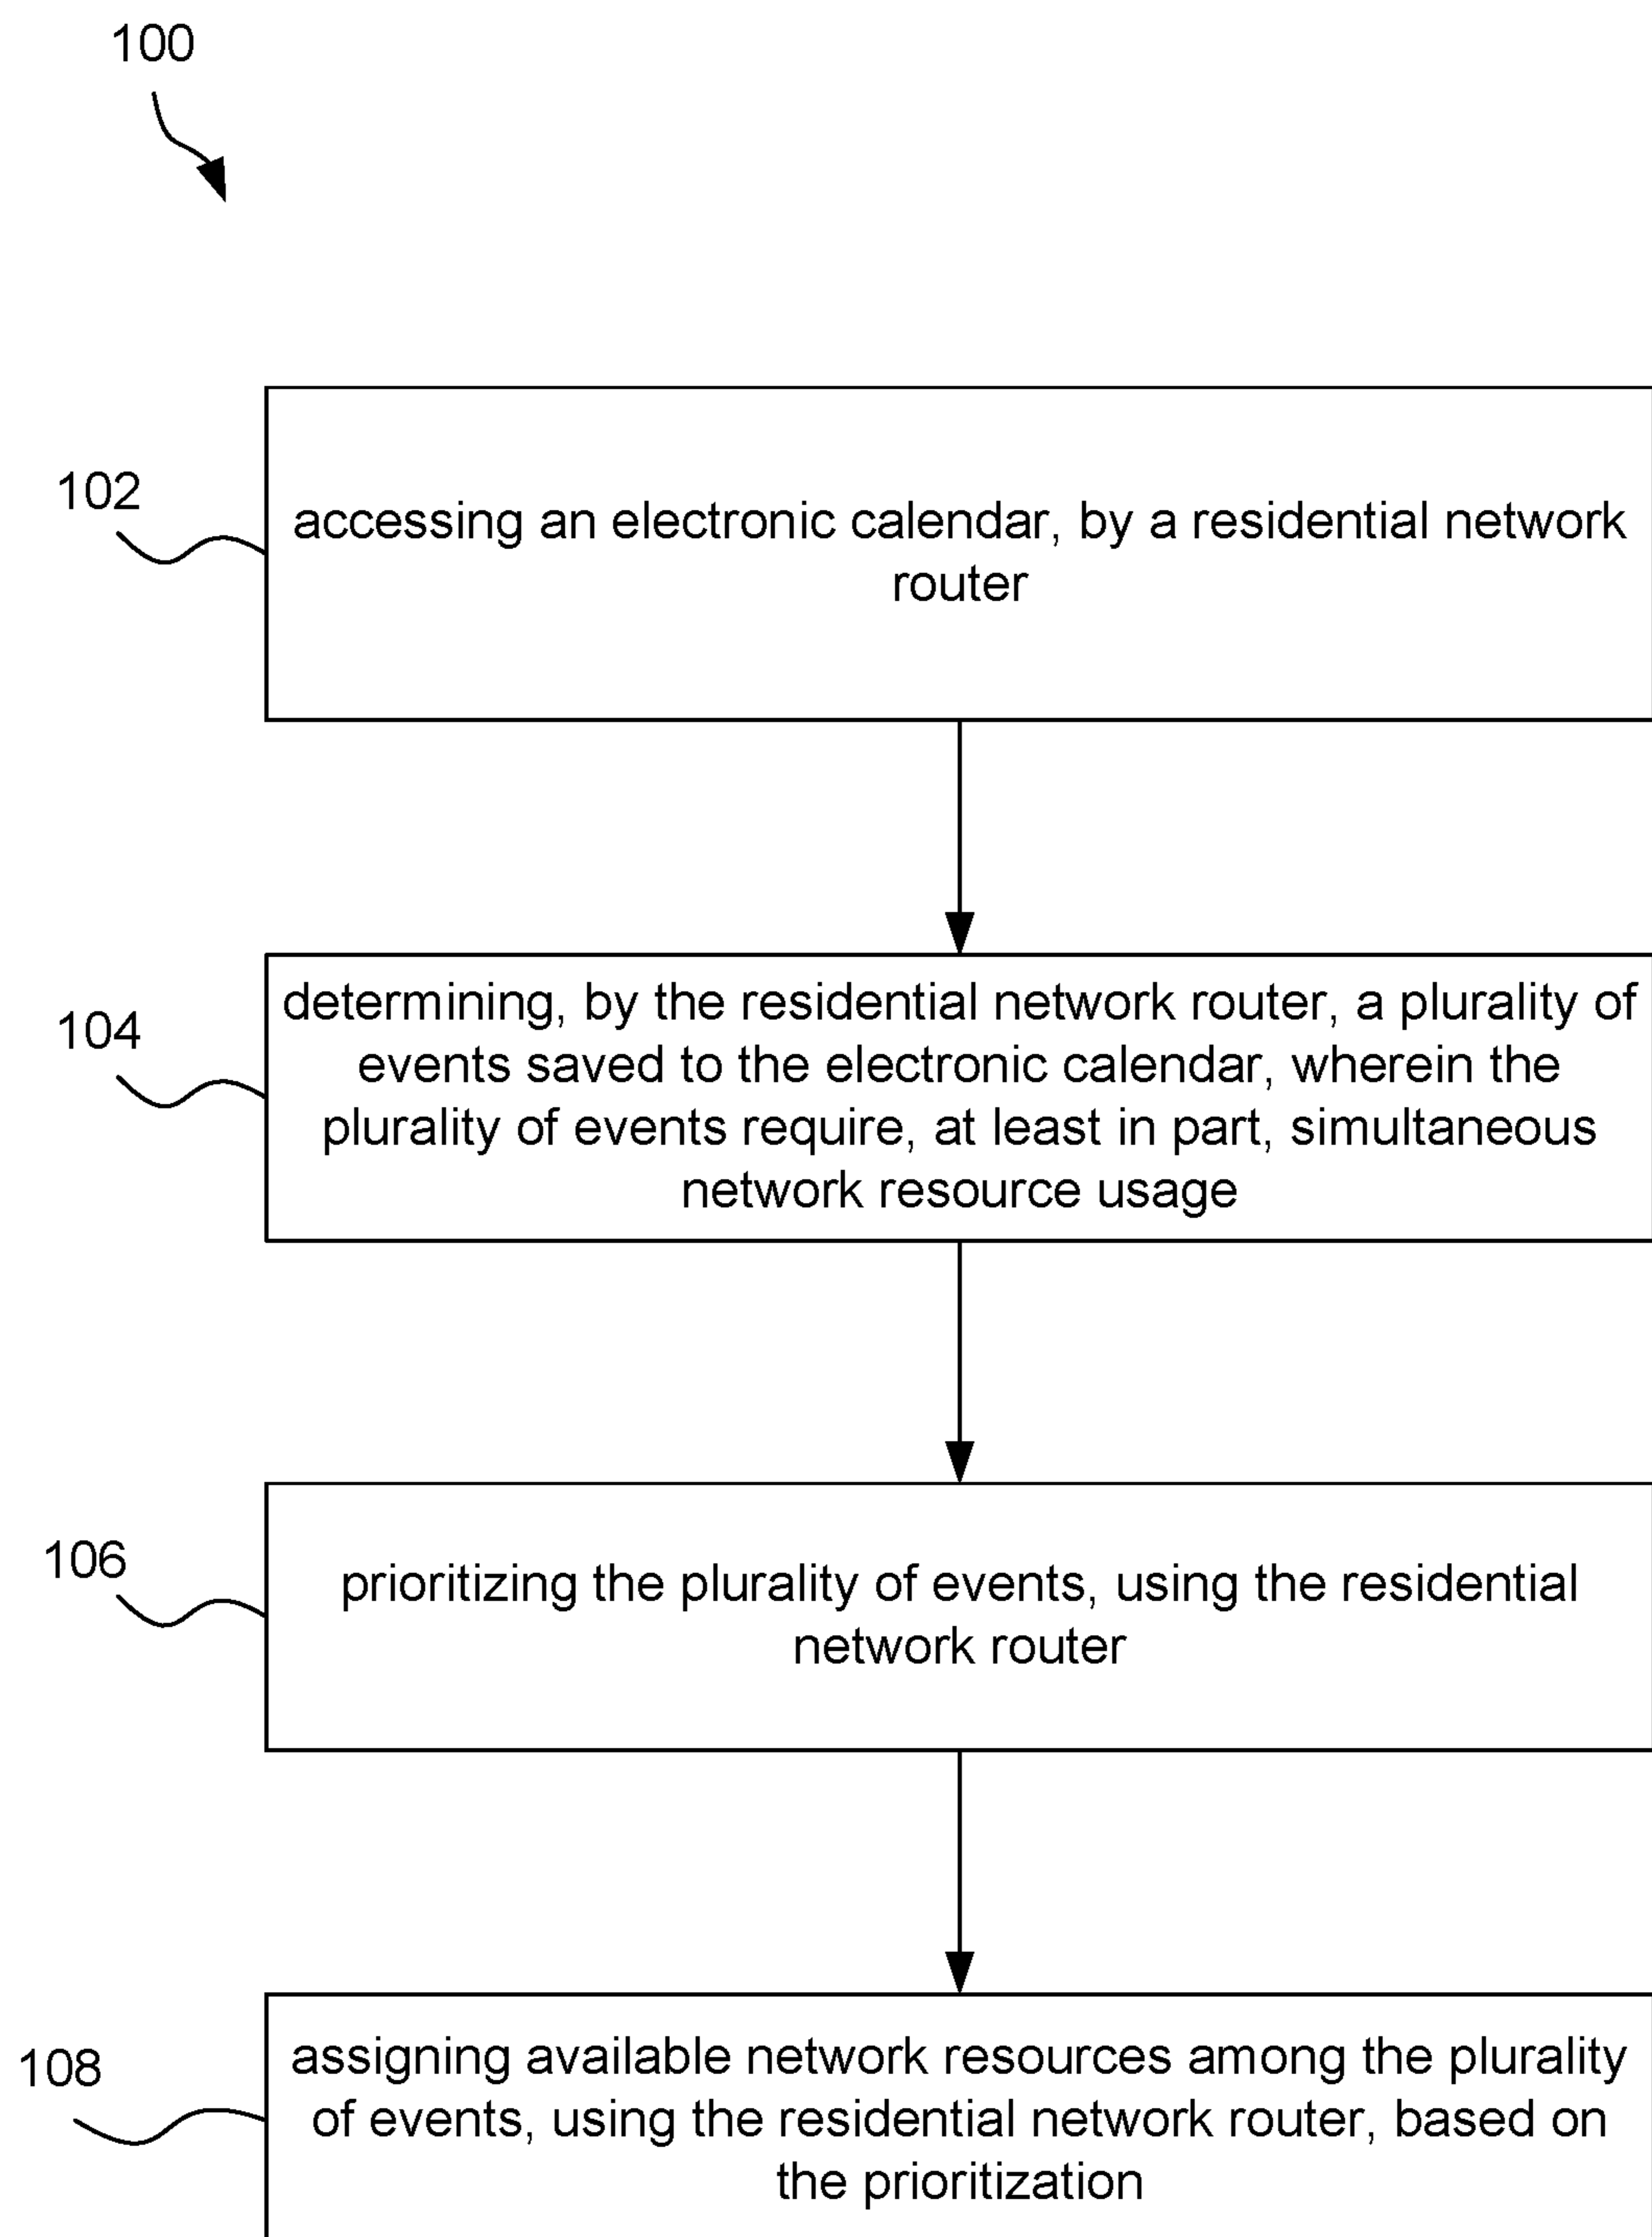 100
102
accessing an electronic calendar, by a residential network
router
104
determining, by the residential network router, a plurality of
events saved to the electronic calendar, wherein the
plurality of events require, at least in part, simultaneous
network resource usage
106
prioritizing the plurality of events, using the residential
network router
108
assigning available network resources among the plurality
of events, using the residential network router, based on
the prioritization